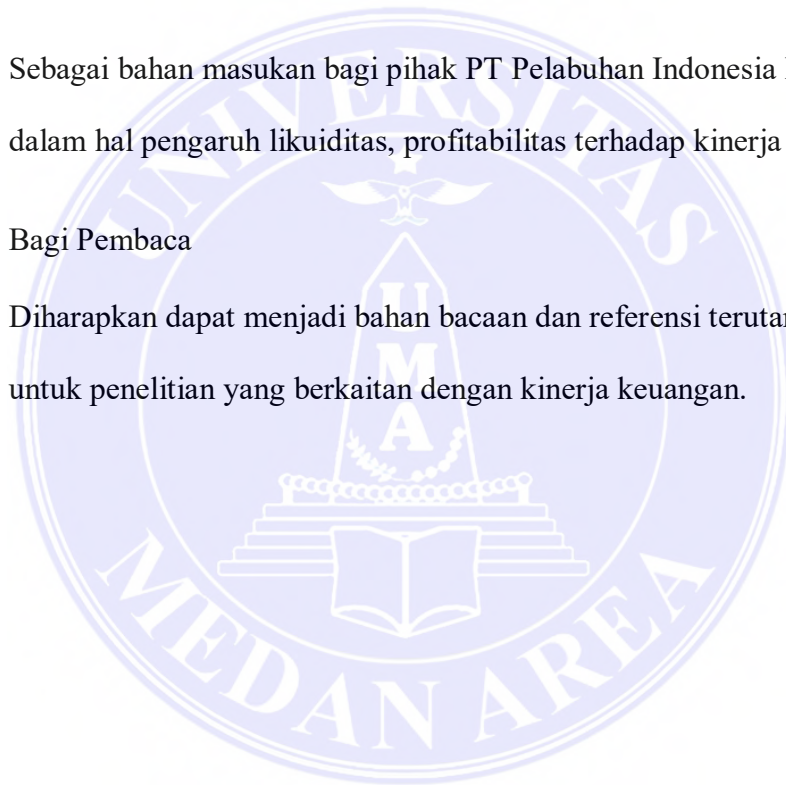 Sebagai bahan masukan bagi pihak PT Pelabuhan Indonesia
dalam hal pengaruh likuiditas, profitabilitas terhadap kinerja
Bagi Pembaca
Diharapkan dapat menjadi bahan bacaan dan referensi
untuk penelitian yang berkaitan dengan kinerja keuangan.
UNIVERSITAS
UMA
MEDAN AREA